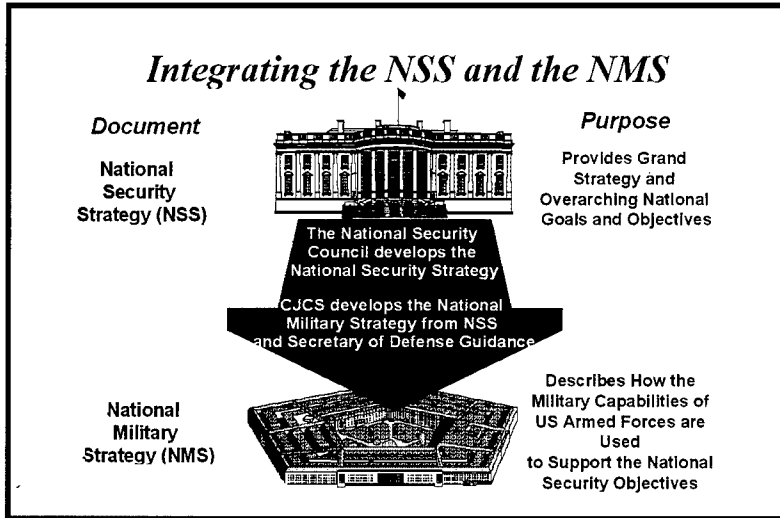 Integrating the NSS and the NMS
Document
National
Security
Strategy (NSS)
Purpose
Provides Grand
Strategy and
Overarching National
Goals and Objectives
The National Security
Council develops the
National Security Strategy
CJCS develops the National
Military Strategy from NSS
and Secretary of Defense Guidance
National
Military
Strategy (NMS)
Describes How the
Military Capabilities of
US Armed Forces are
Used
to Support the National
Security Objectives